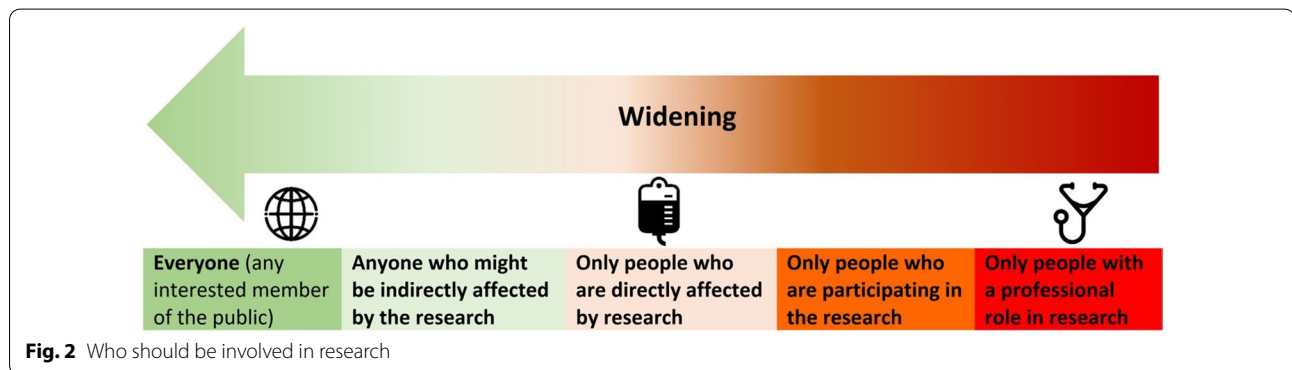 Widening
Everyone (any
interested member
of the public)
Anyone who might
be indirectly affected
by the research
Only people who
are directly affected
by research
Only people who
are participating in
the research
Only people with
a professional
role in research
Fig. 2 Who should be involved in research